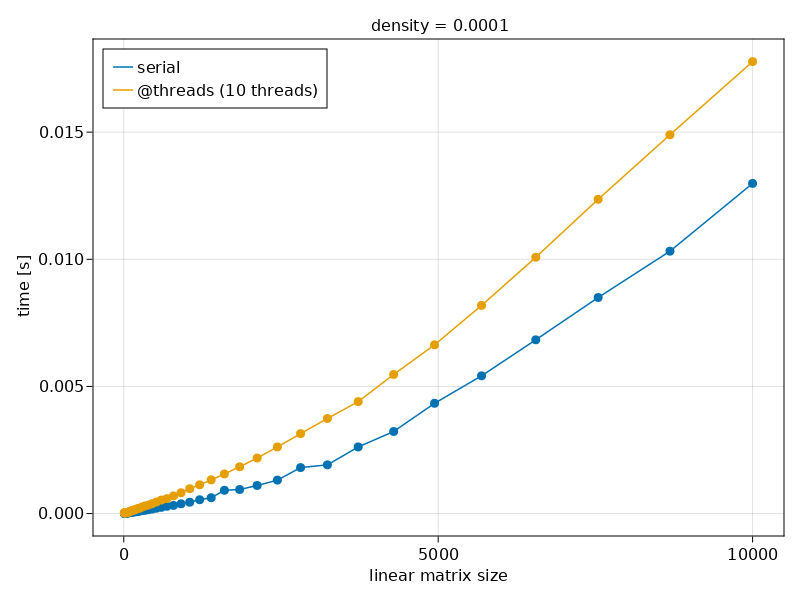 density = 0.0001
serial
@threads (10 threads)
0.015
0.010
0.005
0.000
time [s]
0
5000
10000
linear matrix size